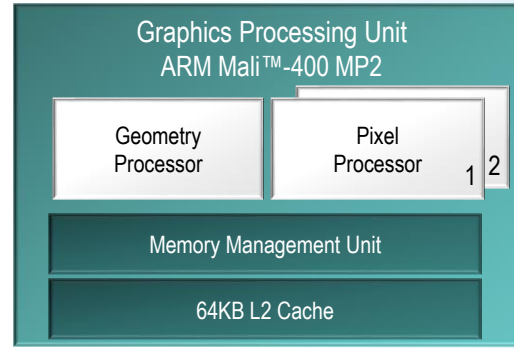 Graphics Processing Unit
ARM Mali™-400 MP2
Geometry
Processor
Pixel
Processor
1
2
Memory Management Unit
64KB L2 Cache